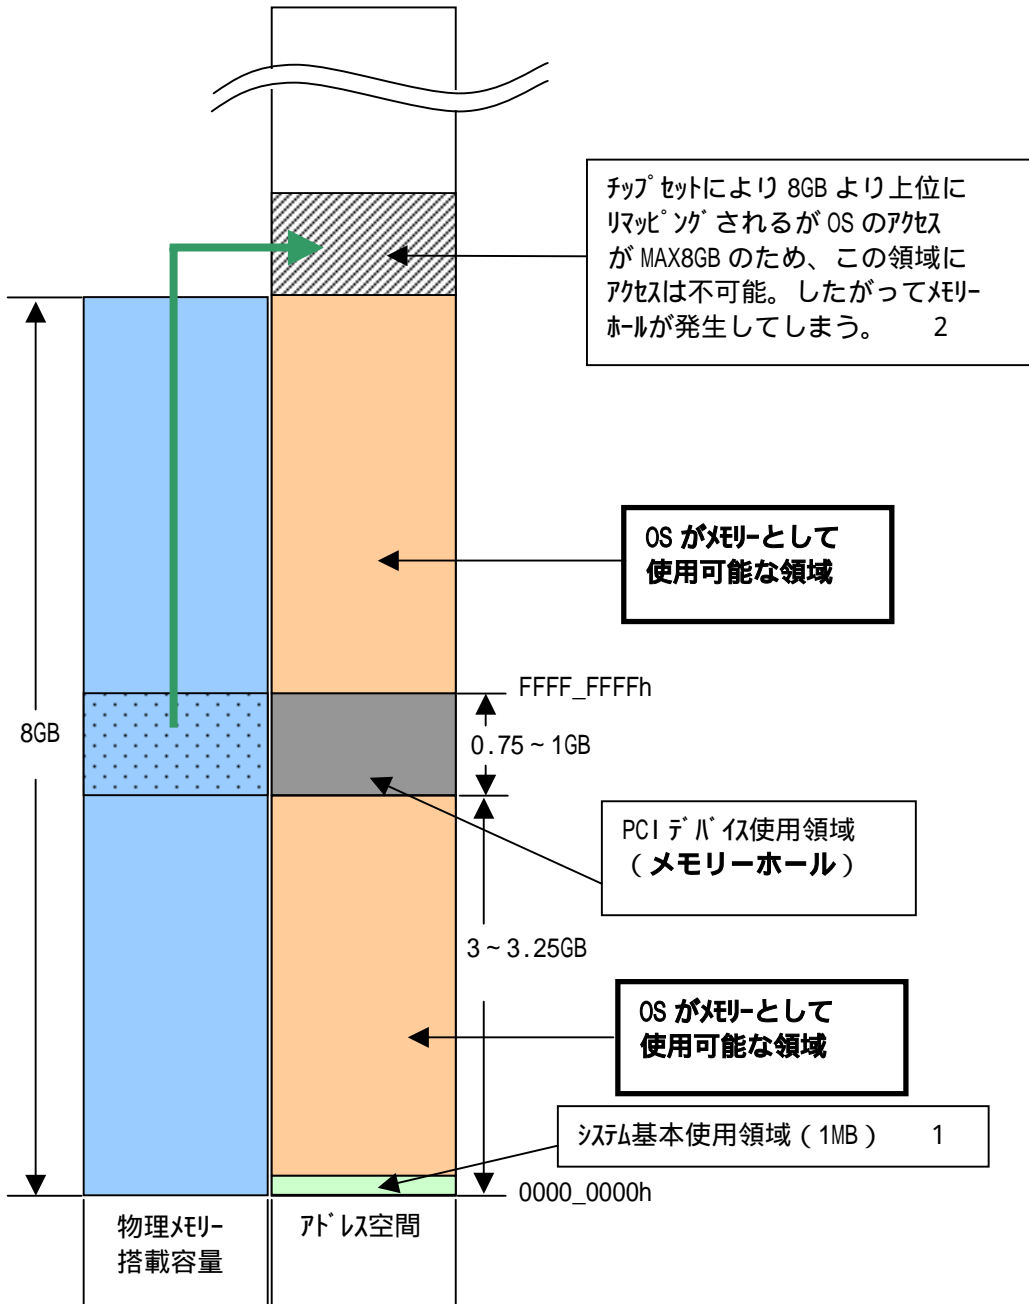 チップセットにより 8GB より上位に
リマッピングされるが OS のアクセス
が MAX8GB のため、この領域に
アクセスは不可能。したがってメモリー
ホールが発生してしまう。 2
OS がメモリーとして
使用可能な領域
FFFF_FFFFh
8GB
0.75~1GB
PCI デバイス使用領域
(メモリーホール)
3~3.25GB
OS がメモリーとして
使用可能な領域
システム基本使用領域(1MB) 1
0000_0000h
物理メモリー
搭載容量
アドレス空間